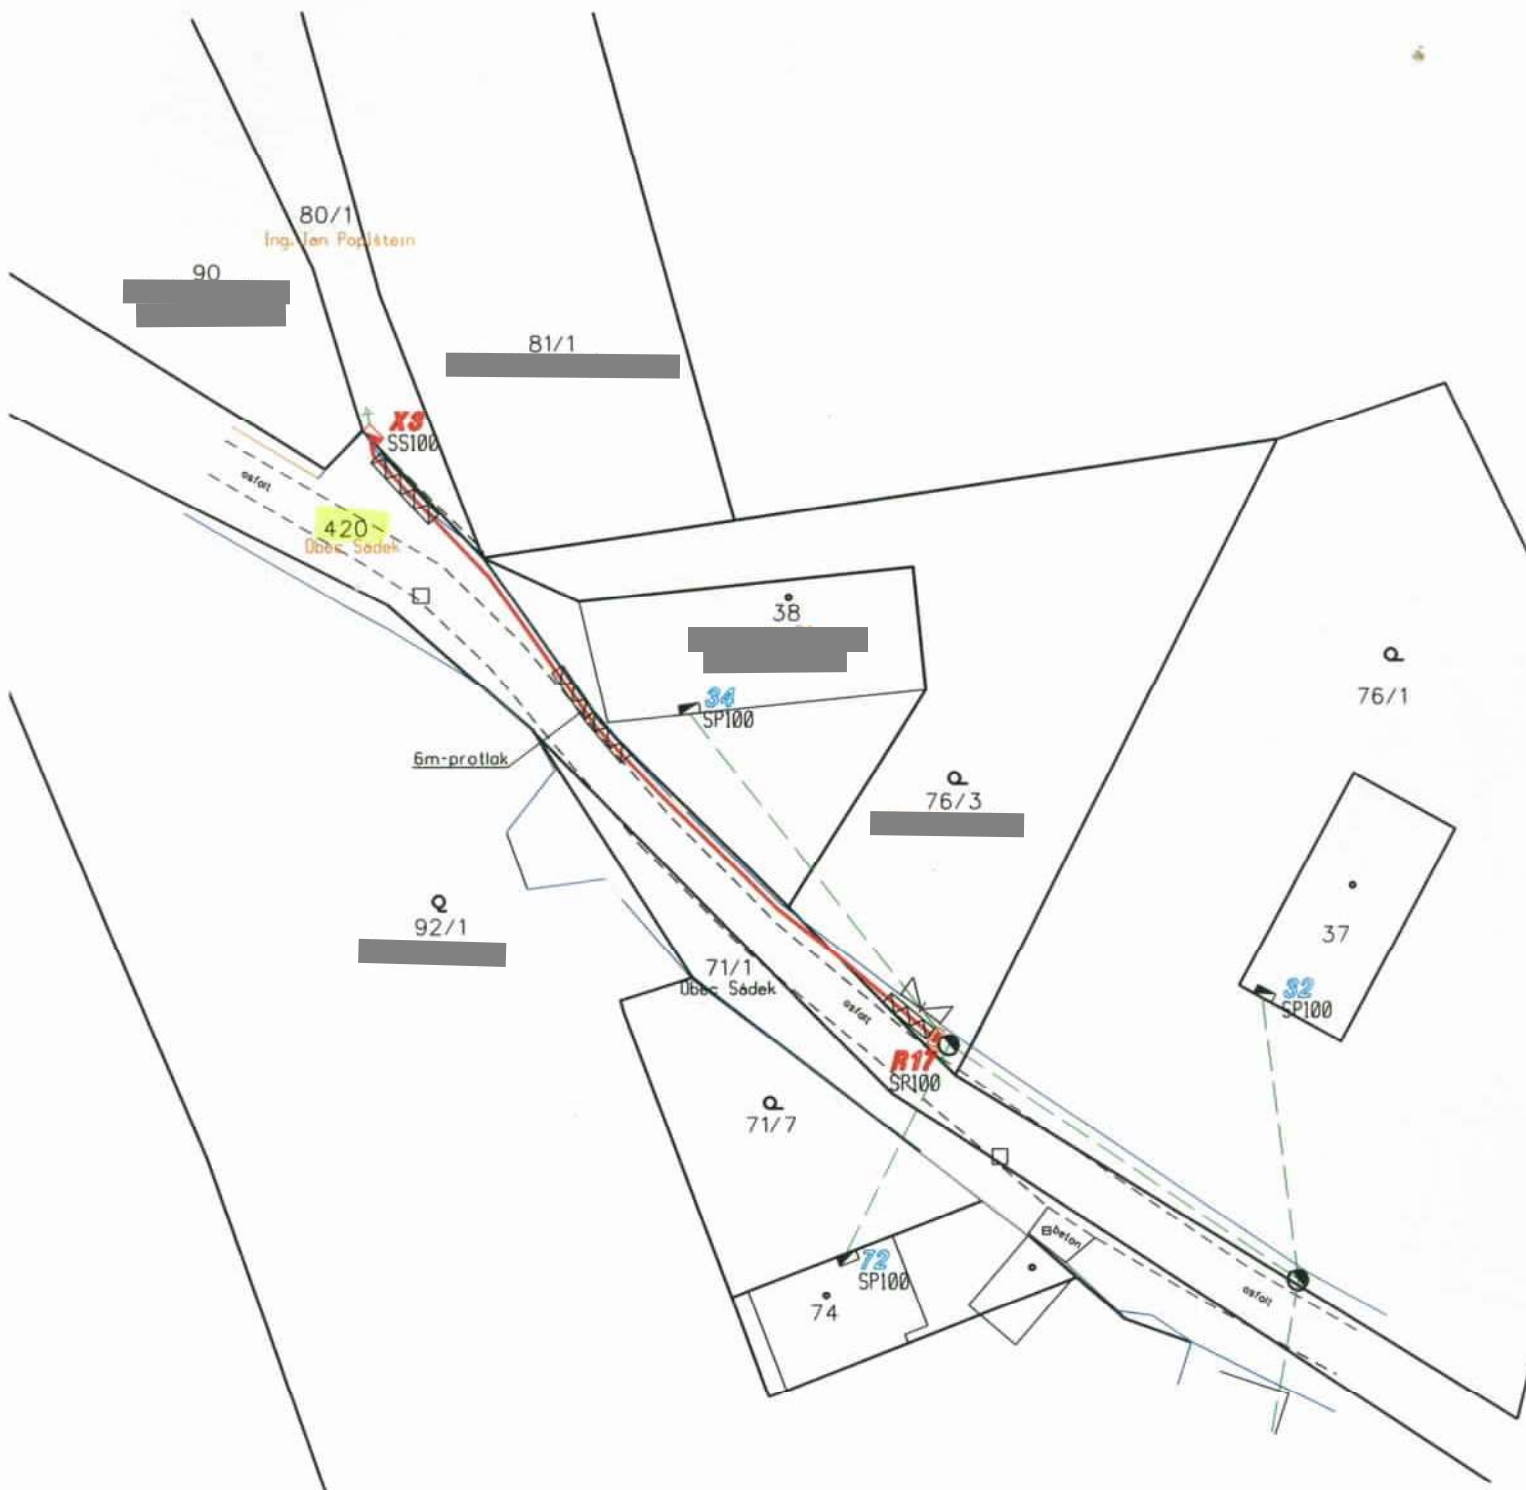 80/1
Ing. Jan Poplštein
90
81/1
X3
SS100
asfalt
420
Obec Sádek
38
34
SP100
76/1
6m-protlak
76/3
92/1
37
71/1
Obec Sádek
asfalt
32
SP100
R17
SR100
71/7
beton
72
SP100
74
asfalt